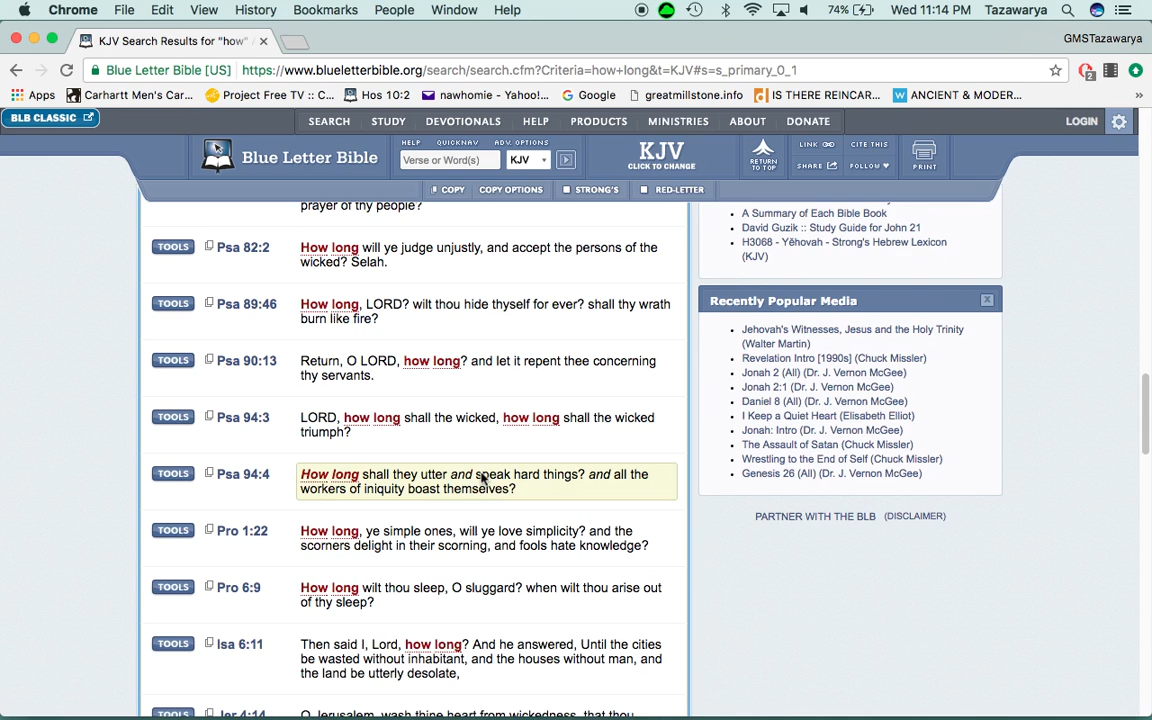 Chrome File Edit View History Bookmarks People Window Help 74% Wed 11:14 PM Tazawarya
KJV Search Results for "how" GMSTazawarya
Blue Letter Bible [US] https://www.blueletterbible.org/search/search.cfm?Criteria=how+long&t=KJV#s=s_primary_0_1 2
Apps Carhartt Men's Car... Project Free TV :: C... Hos 10:2 nawhomie - Yahoo!... Google greatmillstone.info IS THERE REINCAR... ANCIENT & MODER... »
BLB CLASSIC SEARCH STUDY DEVOTIONALS HELP PRODUCTS MINISTRIES ABOUT DONATE LOGIN
HELP QUICKNAV ADV. OPTIONS
Blue Letter Bible Verse or Word(s) KJV
KJV
CLICK TO CHANGE
RETURN
TO TOP
LINK CITE THIS
SHARE FOLLOW
PRINT
COPY COPY OPTIONS STRONG'S RED-LETTER
prayer of thy people?
TOOLS Psa 82:2 How long will ye judge unjustly, and accept the persons of the
wicked? Selah.
TOOLS Psa 89:46 How long, LORD? wilt thou hide thyself for ever? shall thy wrath
burn like fire?
TOOLS Psa 90:13 Return, O LORD, how long? and let it repent thee concerning
thy servants.
TOOLS Psa 94:3 LORD, how long shall the wicked, how long shall the wicked
triumph?
TOOLS Psa 94:4 How long shall they utter and speak hard things? and all the
workers of iniquity boast themselves?
TOOLS Pro 1:22 How long, ye simple ones, will ye love simplicity? and the
scorners delight in their scorning, and fools hate knowledge?
TOOLS Pro 6:9 How long wilt thou sleep, O sluggard? when wilt thou arise out
of thy sleep?
TOOLS Isa 6:11 Then said I, Lord, how long? And he answered, Until the cities
be wasted without inhabitant, and the houses without man, and
the land be utterly desolate,
Jer 4:14 O Jerusalem, wash thine heart from wickedness, that thou
A Summary of Each Bible Book
David Guzik :: Study Guide for John 21
H3068 - Yĕhovah - Strong's Hebrew Lexicon
(KJV)
Recently Popular Media X
Jehovah's Witnesses, Jesus and the Holy Trinity
(Walter Martin)
Revelation Intro [1990s] (Chuck Missler)
Jonah 2 (All) (Dr. J. Vernon McGee)
Jonah 2:1 (Dr. J. Vernon McGee)
Daniel 8 (All) (Dr. J. Vernon McGee)
I Keep a Quiet Heart (Elisabeth Elliot)
Jonah: Intro (Dr. J. Vernon McGee)
The Assault of Satan (Chuck Missler)
Wrestling to the End of Self (Chuck Missler)
Genesis 26 (All) (Dr. J. Vernon McGee)
PARTNER WITH THE BLB (DISCLAIMER)